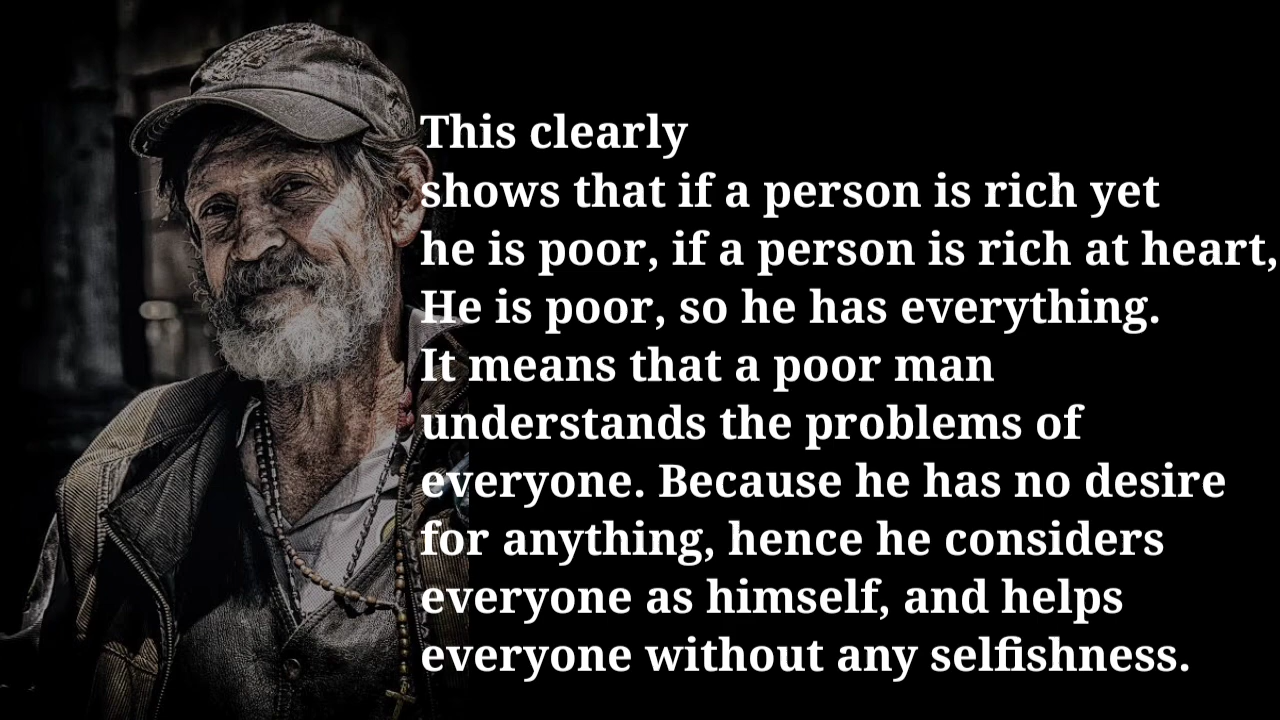 This clearly
shows that if a person is rich yet
he is poor, if a person is rich at heart,
He is poor, so he has everything.
It means that a poor man
understands the problems of
everyone. Because he has no desire
for anything, hence he considers
everyone as himself, and helps
everyone without any selfishness.